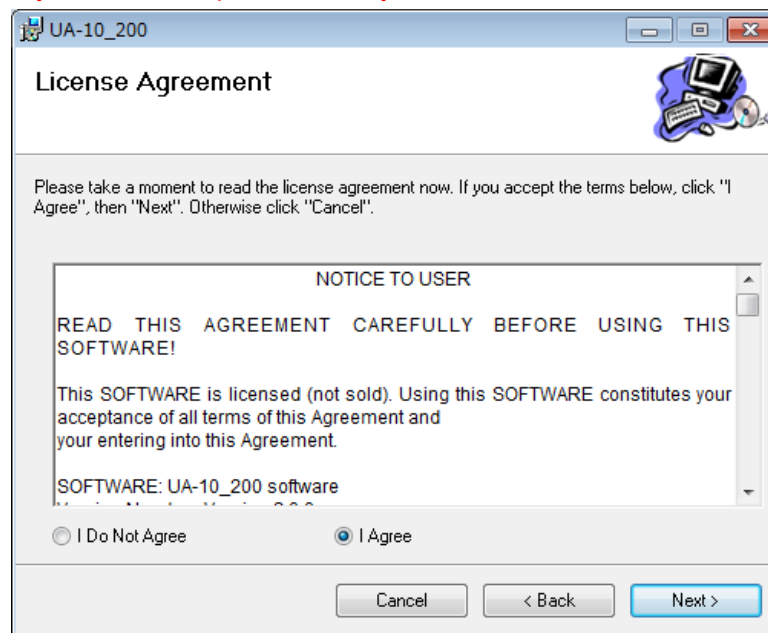 UA-10_200
License Agreement
Please take a moment to read the license agreement now. If you accept the terms below, click "I
Agree", then "Next". Otherwise click "Cancel".
NOTICE TO USER
READ THIS AGREEMENT CAREFULLY BEFORE USING THIS
SOFTWARE!
This SOFTWARE is licensed (not sold). Using this SOFTWARE constitutes your
acceptance of all terms of this Agreement and
your entering into this Agreement.
SOFTWARE: UA-10_200 software
I Do Not Agree
I Agree
Cancel
< Back
Next >